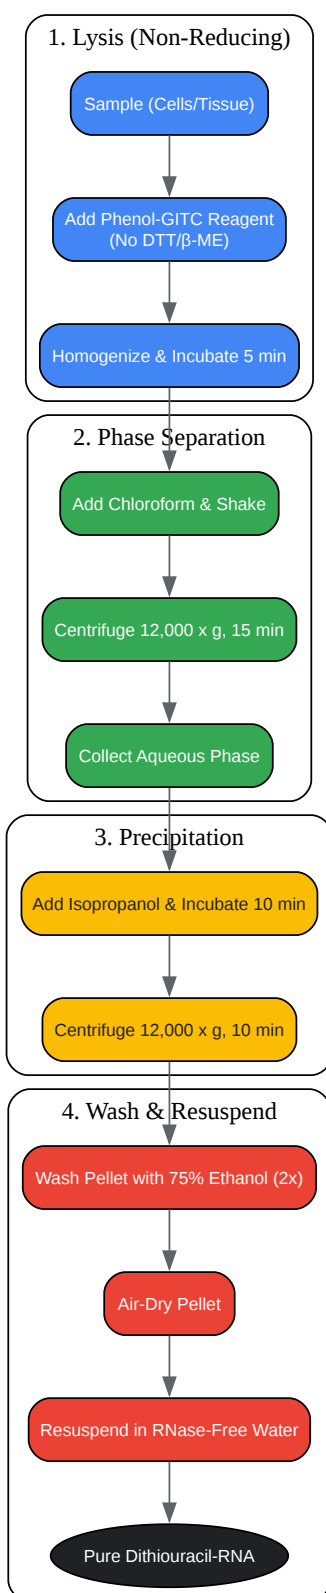 1. Lysis (Non-Reducing)
Sample (Cells/Tissue)
Add Phenol-GITC Reagent
(No DTT/β-ME)
Homogenize & Incubate 5 min
2. Phase Separation
Add Chloroform & Shake
Centrifuge 12,000 x g, 15 min
Collect Aqueous Phase
3. Precipitation
Add Isopropanol & Incubate 10 min
Centrifuge 12,000 x g, 10 min
4. Wash & Resuspend
Wash Pellet with 75% Ethanol (2x)
Air-Dry Pellet
Resuspend in RNase-Free Water
Pure Dithiouracil-RNA